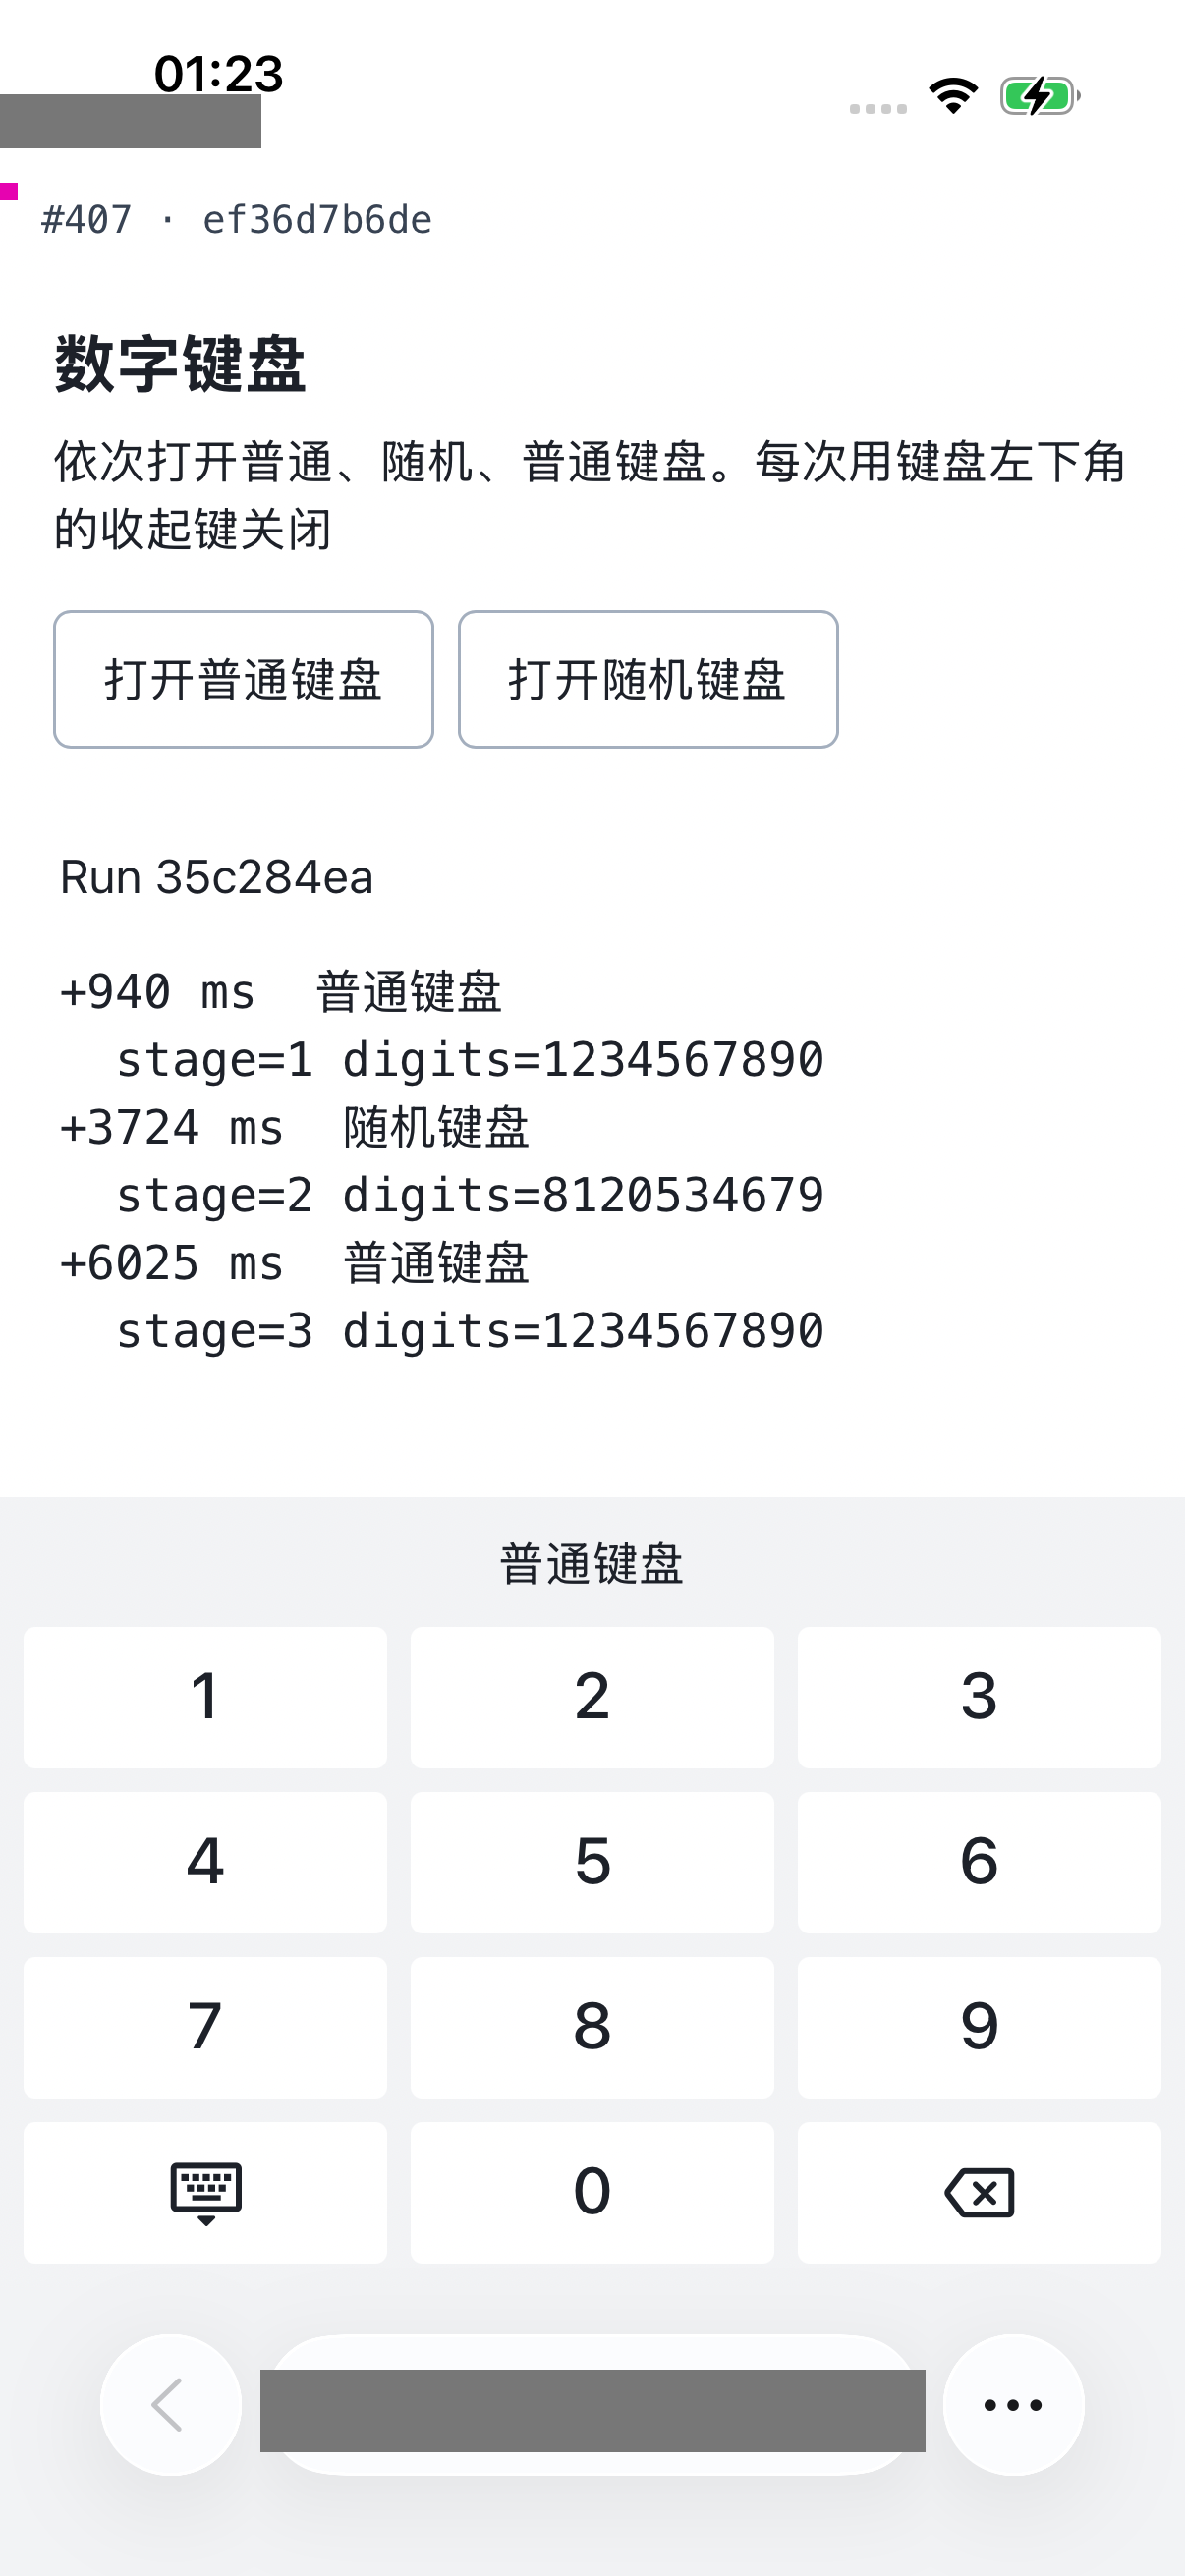 01:23
#407 · ef36d7b6de
数字键盘
依次打开普通、随机、普通键盘。每次用键盘左下角
的收起键关闭
打开普通键盘 打开随机键盘
Run 35c284ea
+940 ms 普通键盘
stage=1 digits=1234567890
+3724 ms 随机键盘
stage=2 digits=8120534679
+6025 ms 普通键盘
stage=3 digits=1234567890
普通键盘
1 2 3
4 5 6
7 8 9
0